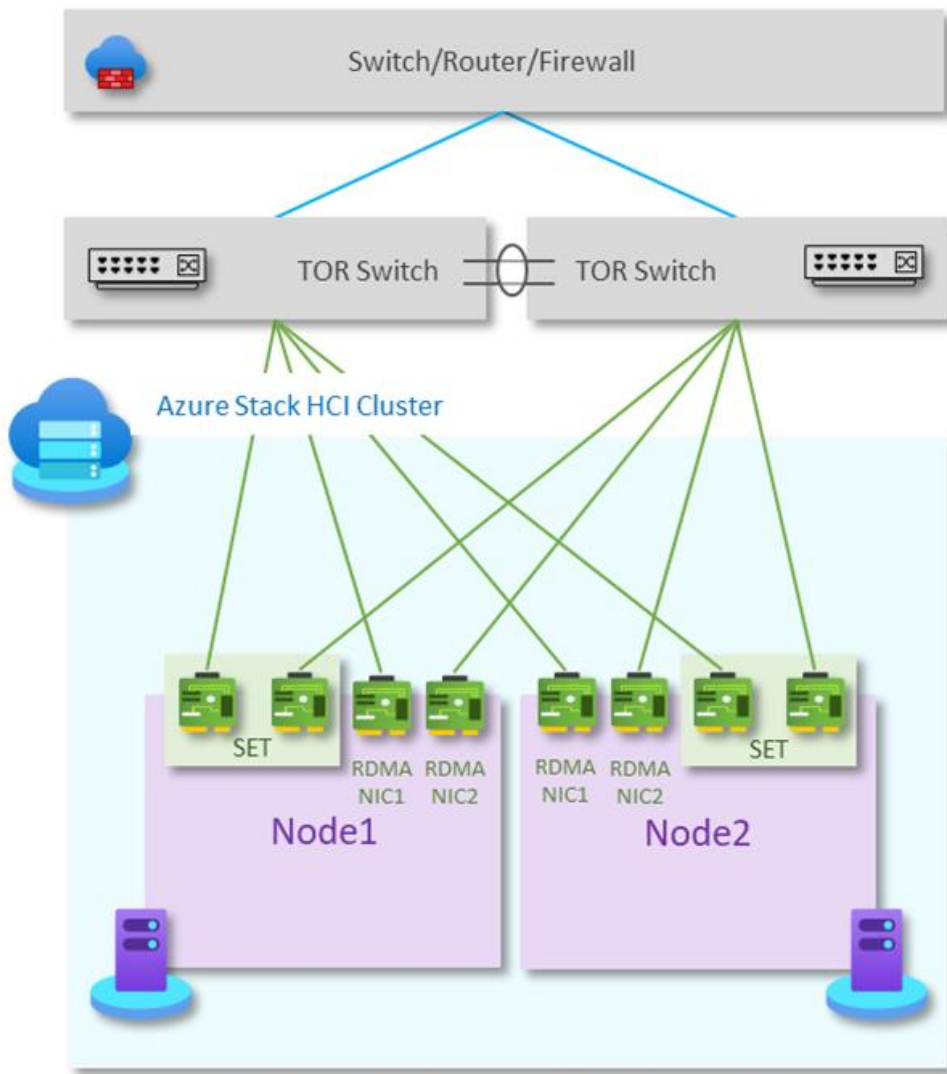 Switch/Router/Firewall
TOR Switch
TOR Switch
Azure Stack HCI Cluster
SET
RDMA
NIC1
RDMA
NIC2
Node1
RDMA
NIC1
RDMA
NIC2
SET
Node2